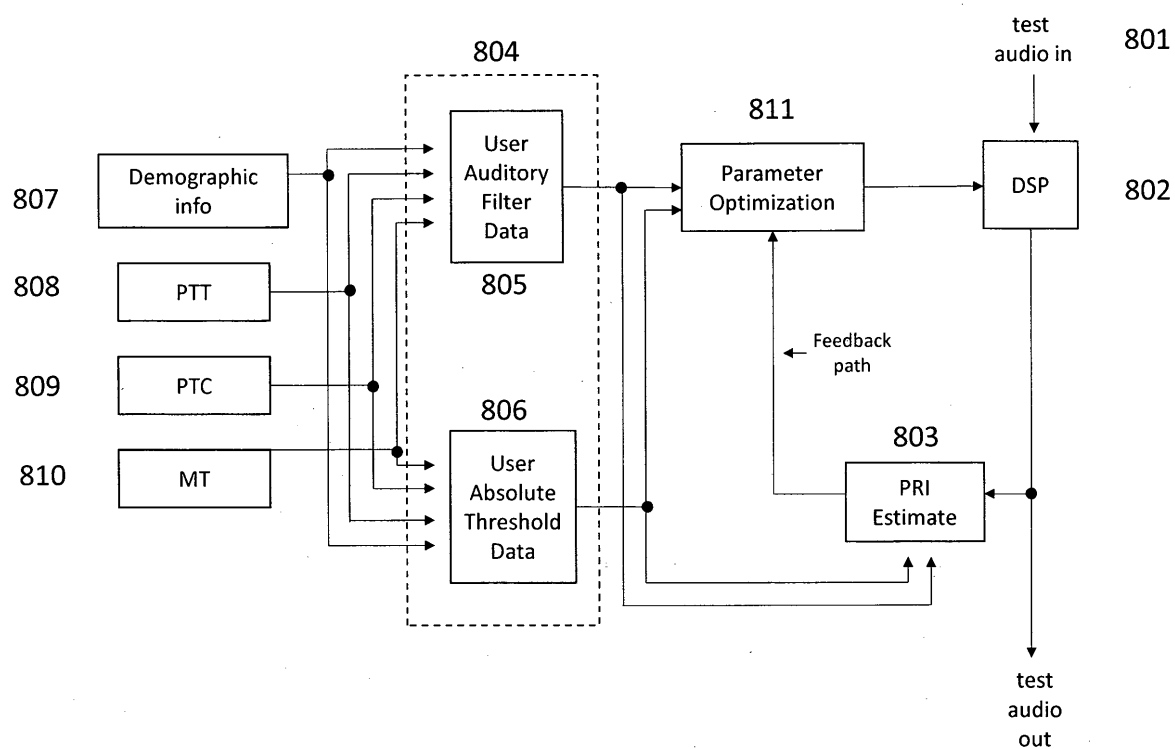 804
test
audio in
801
811
User
Auditory
Filter
Data
805
Parameter
Optimization
DSP
802
Demographic
info
807
808
PTT
809
PTC
810
MT
Feedback
path
806
User
Absolute
Threshold
Data
803
PRI
Estimate
test
audio
out